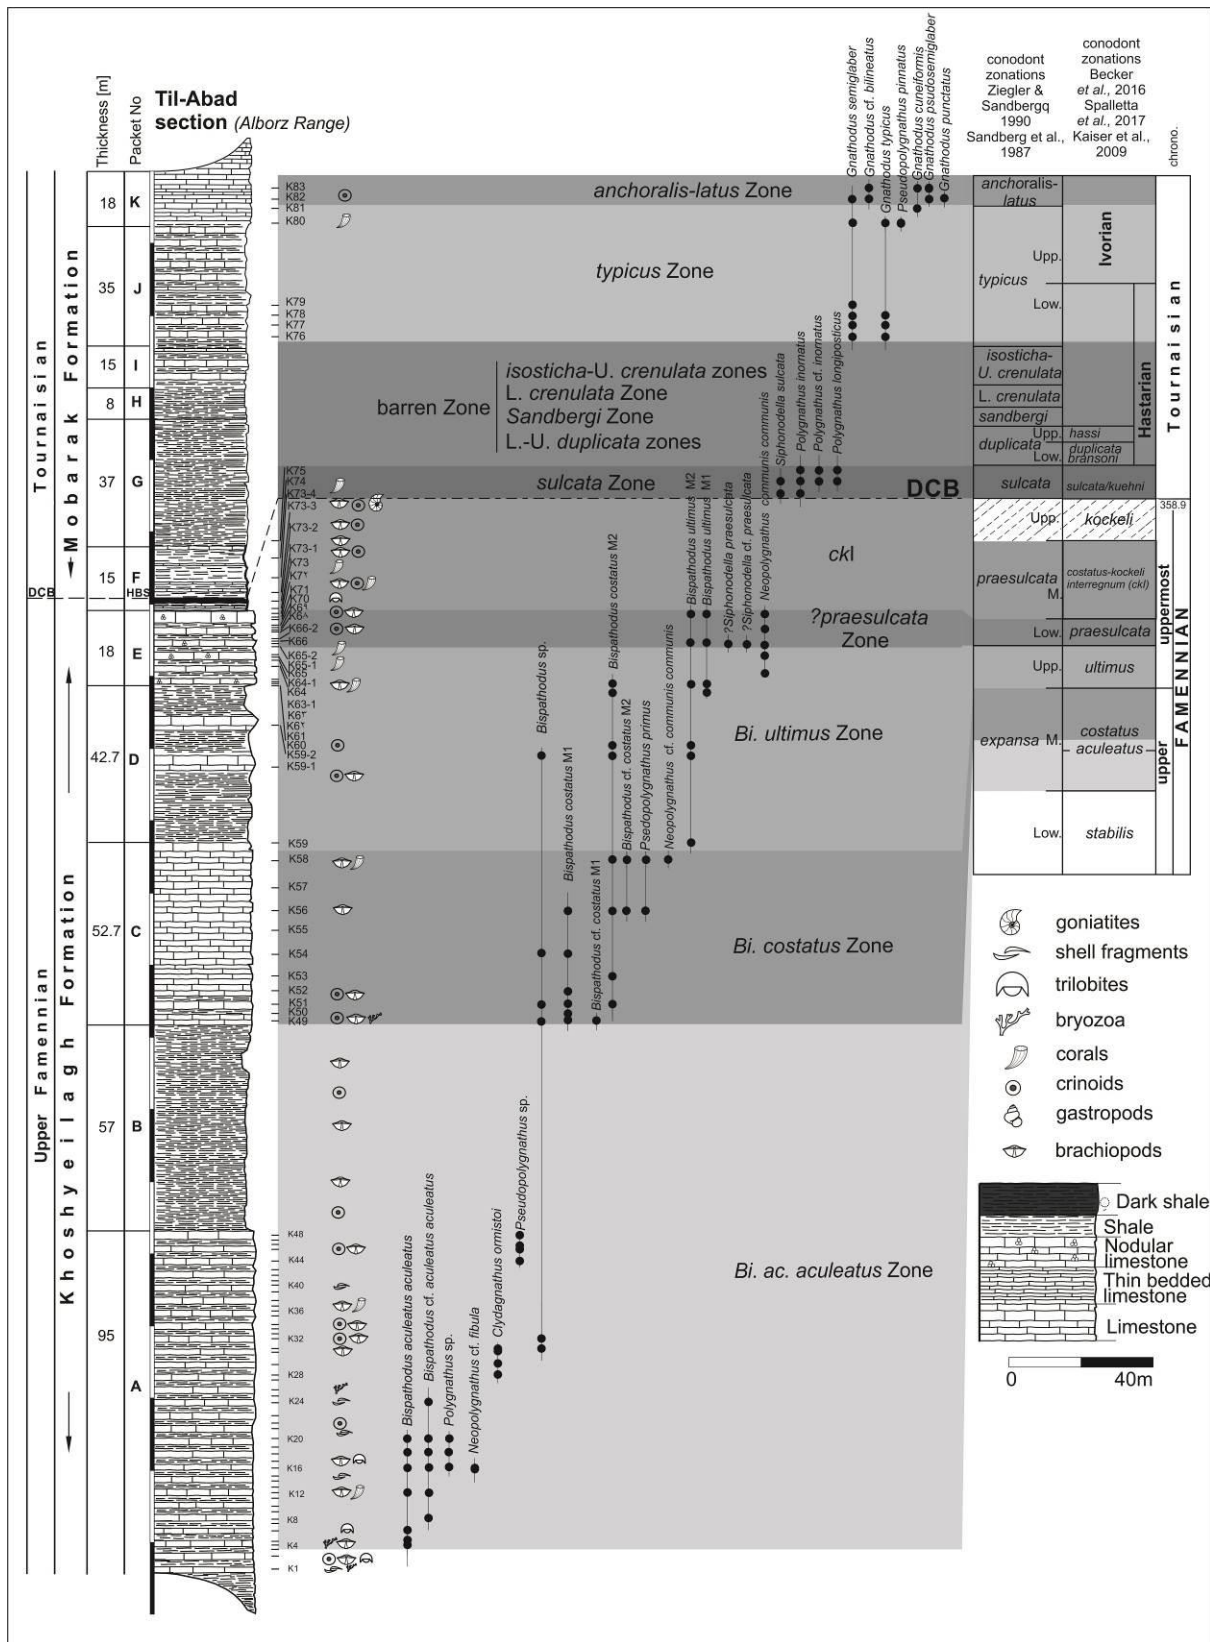 Til-Abad
section (Alborz Range)
Thickness [m]
Packet No
conodont
zonations
Ziegler &
Sandbergq
1990
Sandberg et al.,
1987
conodont
zonations
Becker
et al., 2016
Spalletta
et al., 2017
Kaiser et al.,
2009
chrono.
Gnathodus semiglaber
Gnathodus cf. bilineatus
Gnathodus typicus
Pseudopolygnathus pinnatus
Gnathodus cuneiformis
Gnathodus psudosemiglaber
Gnathodus punctatus
Tournaisian
Mobarak Formation
Upper Famennian
Khoshyeilagh Formation
DCB
HBS
18 K
35 J
15 I
8 H
37 G
15 F
18 E
42.7 D
52.7 C
57 B
95 A
K83
K82
K81
K80
K79
K78
K77
K76
K75
K74
K73-4
K73-3
K73-2
K73-1
K73
K71
K70
K66-2
K66
K65-2
K65-1
K65
K64-1
K64
K63-1
K61
K60
K59-2
K59-1
K59
K58
K57
K56
K55
K54
K53
K52
K51
K50
K49
K48
K44
K40
K36
K32
K28
K24
K20
K16
K12
K8
K4
K1
anchoralis-latus Zone
typicus Zone
barren Zone
isosticha-U. crenulata zones
L. crenulata Zone
Sandbergi Zone
L.-U. duplicata zones
sulcata Zone
DCB
ckI
?praesulcata
Zone
Bi. ultimus Zone
Bi. costatus Zone
Bi. ac. aculeatus Zone
Siphonodella sulcata
Polygnathus inornatus
Polygnathus cf. inornatus
Polygnathus longiposticus
Bispathodus ultimus M2
Bispathodus ultimus M1
?Siphonodella praesulcata
?Siphonodella cf. praesulcata
Neopolygnathus communis communis
Bispathodus sp.
Bispathodus costatus M1
Bispathodus cf. costatus M1
Bispathodus costatus M2
Bispathodus cf. costatus M2
Psedopolygnathus primus
Neopolygnathus cf. communis communis
Bispathodus aculeatus aculeatus
Bispathodus cf. aculeatus aculeatus
Polygnathus sp.
Neopolygnathus cf. fibula
Clydagnathus ormistoi
Pseudopolygnathus sp.
anchoralis-
latus
Upp.
typicus
Low.
isosticha-
U. crenulata
L. crenulata
sandbergi
Upp. hassi
duplicata
Low. duplicata
bransoni
sulcata sulcata/kuehni
Upp. kockeli
praesulcata
M. costatus-kockeli
interregnum (ckI)
Low. praesulcata
Upp. ultimus
expansa M. costatus
aculeatus
Low. stabilis
Ivorian
Hastarian
Tournaisian
358.9
uppermost
upper
FAMENNIAN
goniatites
shell fragments
trilobites
bryozoa
corals
crinoids
gastropods
brachiopods
Dark shale
Shale
Nodular
limestone
Thin bedded
limestone
Limestone
0 40m